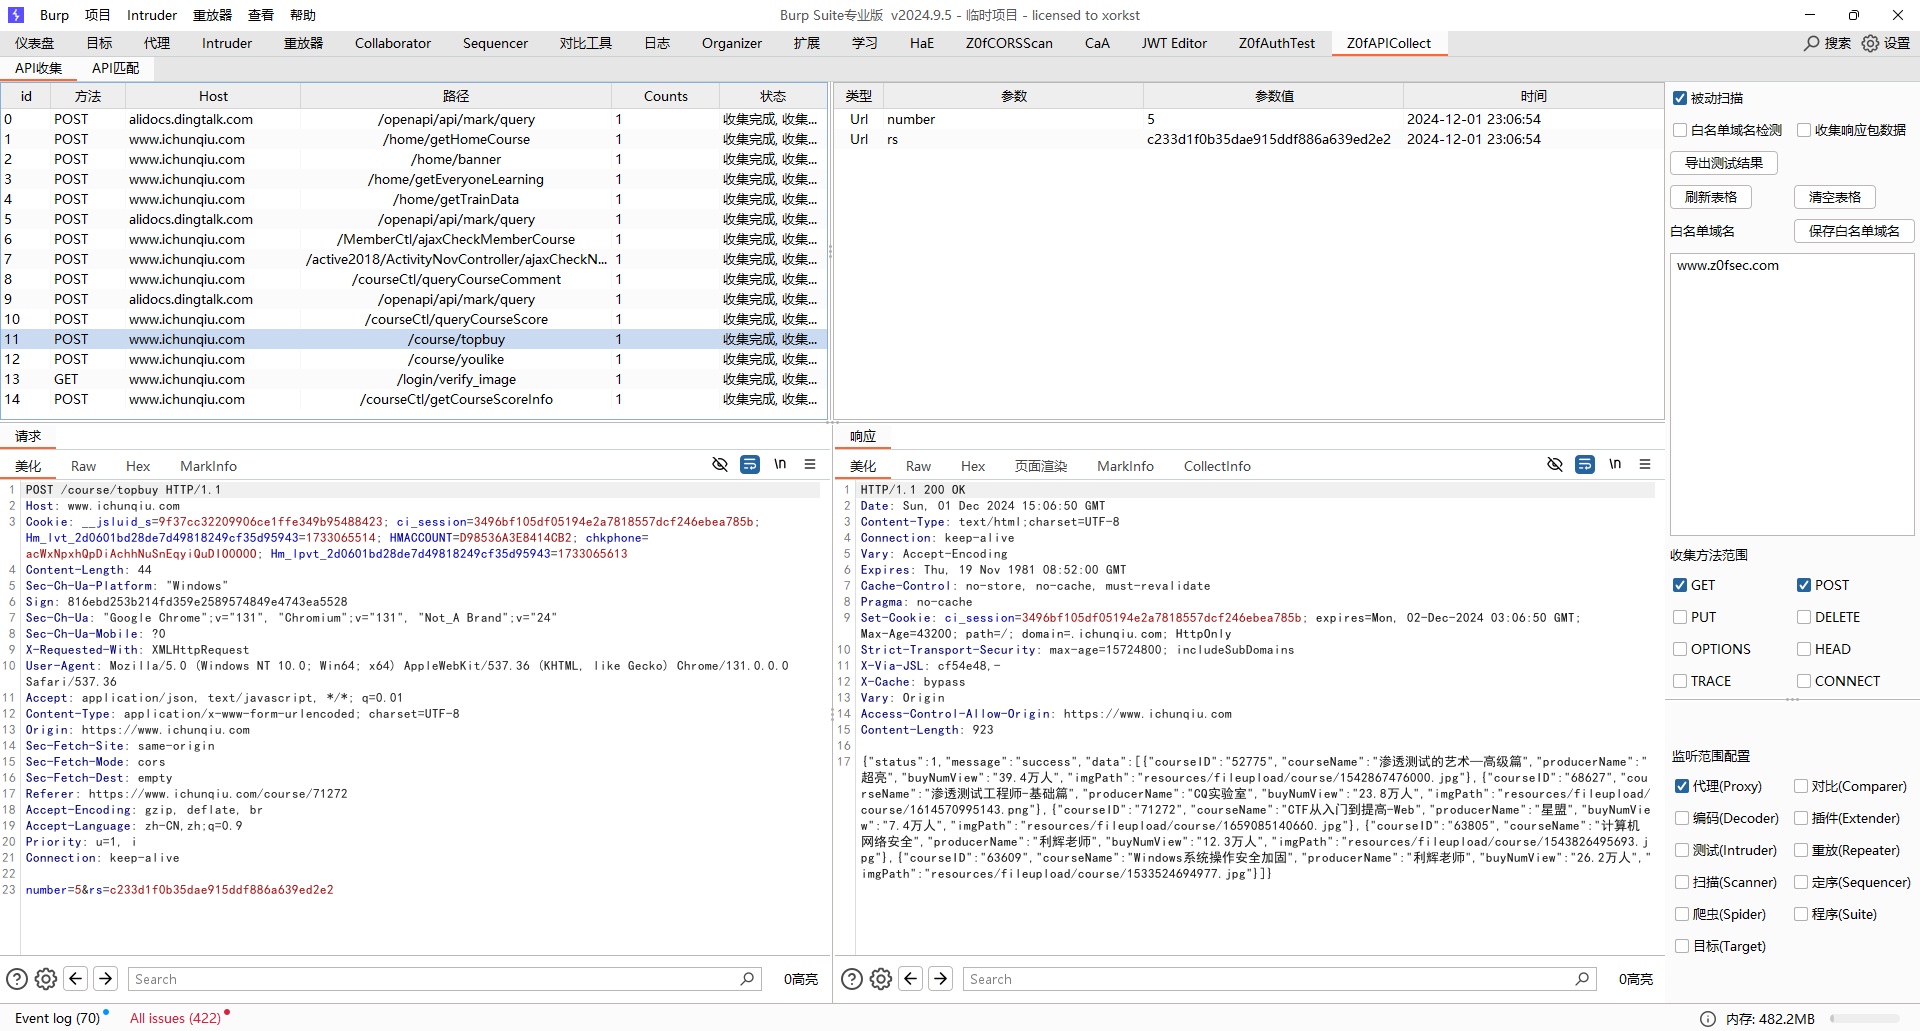 Burp 项目 Intruder 重放器 查看 帮助 Burp Suite专业版 v2024.9.5 - 临时项目 - licensed to xorkst
仪表盘 目标 代理 Intruder 重放器 Collaborator Sequencer 对比工具 日志 Organizer 扩展 学习 HaE Z0fCORSScan CaA JWT Editor Z0fAuthTest Z0fAPICollect 搜索 设置
API收集 API匹配
id 方法 Host 路径 Counts 状态
0 POST alidocs.dingtalk.com /openapi/api/mark/query 1 收集完成, 收集...
1 POST www.ichunqiu.com /home/getHomeCourse 1 收集完成, 收集...
2 POST www.ichunqiu.com /home/banner 1 收集完成, 收集...
3 POST www.ichunqiu.com /home/getEveryoneLearning 1 收集完成, 收集...
4 POST www.ichunqiu.com /home/getTrainData 1 收集完成, 收集...
5 POST alidocs.dingtalk.com /openapi/api/mark/query 1 收集完成, 收集...
6 POST www.ichunqiu.com /MemberCtl/ajaxCheckMemberCourse 1 收集完成, 收集...
7 POST www.ichunqiu.com /active2018/ActivityNovController/ajaxCheckN... 1 收集完成, 收集...
8 POST www.ichunqiu.com /courseCtl/queryCourseComment 1 收集完成, 收集...
9 POST alidocs.dingtalk.com /openapi/api/mark/query 1 收集完成, 收集...
10 POST www.ichunqiu.com /courseCtl/queryCourseScore 1 收集完成, 收集...
11 POST www.ichunqiu.com /course/topbuy 1 收集完成, 收集...
12 POST www.ichunqiu.com /course/youlike 1 收集完成, 收集...
13 GET www.ichunqiu.com /login/verify_image 1 收集完成, 收集...
14 POST www.ichunqiu.com /courseCtl/getCourseScoreInfo 1 收集完成, 收集...
类型 参数 参数值 时间
Url number 5 2024-12-01 23:06:54
Url rs c233d1f0b35dae915ddf886a639ed2e2 2024-12-01 23:06:54
被动扫描
白名单域名检测 收集响应包数据
导出测试结果
刷新表格 清空表格
白名单域名 保存白名单域名
www.z0fsec.com
收集方法范围
GET POST
PUT DELETE
OPTIONS HEAD
TRACE CONNECT
监听范围配置
代理(Proxy) 对比(Comparer)
编码(Decoder) 插件(Extender)
测试(Intruder) 重放(Repeater)
扫描(Scanner) 定序(Sequencer)
爬虫(Spider) 程序(Suite)
目标(Target)
请求
美化 Raw Hex MarkInfo \n
1 POST /course/topbuy HTTP/1.1
2 Host: www.ichunqiu.com
3 Cookie: __jsluid_s=9f37cc32209906ce1ffe349b95488423; ci_session=3496bf105df05194e2a7818557dcf246ebea785b;
Hm_lvt_2d0601bd28de7d49818249cf35d95943=1733065514; HMACCOUNT=D98536A3E8414CB2; chkphone=
acWxNpxhQpDiAchhNuSnEqyiQuDIO0000; Hm_lpvt_2d0601bd28de7d49818249cf35d95943=1733065613
4 Content-Length: 44
5 Sec-Ch-Ua-Platform: "Windows"
6 Sign: 816ebd253b214fd359e2589574849e4743ea5528
7 Sec-Ch-Ua: "Google Chrome";v="131", "Chromium";v="131", "Not_A Brand";v="24"
8 Sec-Ch-Ua-Mobile: ?0
9 X-Requested-With: XMLHttpRequest
10 User-Agent: Mozilla/5.0 (Windows NT 10.0; Win64; x64) AppleWebKit/537.36 (KHTML, like Gecko) Chrome/131.0.0.0
Safari/537.36
11 Accept: application/json, text/javascript, */*; q=0.01
12 Content-Type: application/x-www-form-urlencoded; charset=UTF-8
13 Origin: https://www.ichunqiu.com
14 Sec-Fetch-Site: same-origin
15 Sec-Fetch-Mode: cors
16 Sec-Fetch-Dest: empty
17 Referer: https://www.ichunqiu.com/course/71272
18 Accept-Encoding: gzip, deflate, br
19 Accept-Language: zh-CN,zh;q=0.9
20 Priority: u=1, i
21 Connection: keep-alive
22
23 number=5&rs=c233d1f0b35dae915ddf886a639ed2e2
Search 0高亮
响应
美化 Raw Hex 页面渲染 MarkInfo CollectInfo \n
1 HTTP/1.1 200 OK
2 Date: Sun, 01 Dec 2024 15:06:50 GMT
3 Content-Type: text/html;charset=UTF-8
4 Connection: keep-alive
5 Vary: Accept-Encoding
6 Expires: Thu, 19 Nov 1981 08:52:00 GMT
7 Cache-Control: no-store, no-cache, must-revalidate
8 Pragma: no-cache
9 Set-Cookie: ci_session=3496bf105df05194e2a7818557dcf246ebea785b; expires=Mon, 02-Dec-2024 03:06:50 GMT;
Max-Age=43200; path=/; domain=.ichunqiu.com; HttpOnly
10 Strict-Transport-Security: max-age=15724800; includeSubDomains
11 X-Via-JSL: cf54e48,-
12 X-Cache: bypass
13 Vary: Origin
14 Access-Control-Allow-Origin: https://www.ichunqiu.com
15 Content-Length: 923
16
17 {"status":1,"message":"success","data":[{"courseID":"52775","courseName":"渗透测试的艺术—高级篇","producerName":"
超亮","buyNumView":"39.4万人","imgPath":"resources/fileupload/course/1542867476000.jpg"},{"courseID":"68627","cou
rseName":"渗透测试工程师-基础篇","producerName":"CQ实验室","buyNumView":"23.8万人","imgPath":"resources/fileupload/
course/1614570995143.png"},{"courseID":"71272","courseName":"CTF从入门到提高-Web","producerName":"星盟","buyNumVie
w":"7.4万人","imgPath":"resources/fileupload/course/1659085140660.jpg"},{"courseID":"63805","courseName":"计算机
网络安全","producerName":"利辉老师","buyNumView":"12.3万人","imgPath":"resources/fileupload/course/1543826495693.j
pg"},{"courseID":"63609","courseName":"Windows系统操作安全加固","producerName":"利辉老师","buyNumView":"26.2万人","
imgPath":"resources/fileupload/course/1533524694977.jpg"}]}
Search 0高亮
Event log (70) All issues (422) 内存: 482.2MB